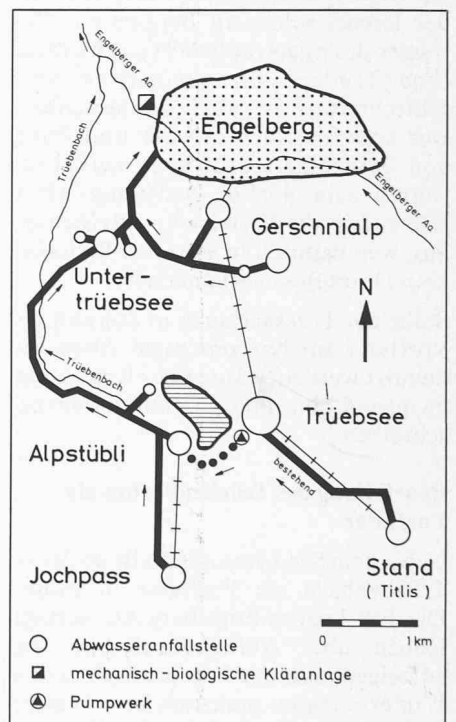 Engelberger Aa
Trüebenbach
Engelberg
Engelberger Aa
Gerschnialp
Unter
trüebsee
N
Trüebenbach
Trüebsee
Alpstübli
bestehend
Jochpass
Stand
(Titlis)
0 1km
Abwasseranfallstelle
mechanisch-biologische Kläranlage
Pumpwerk